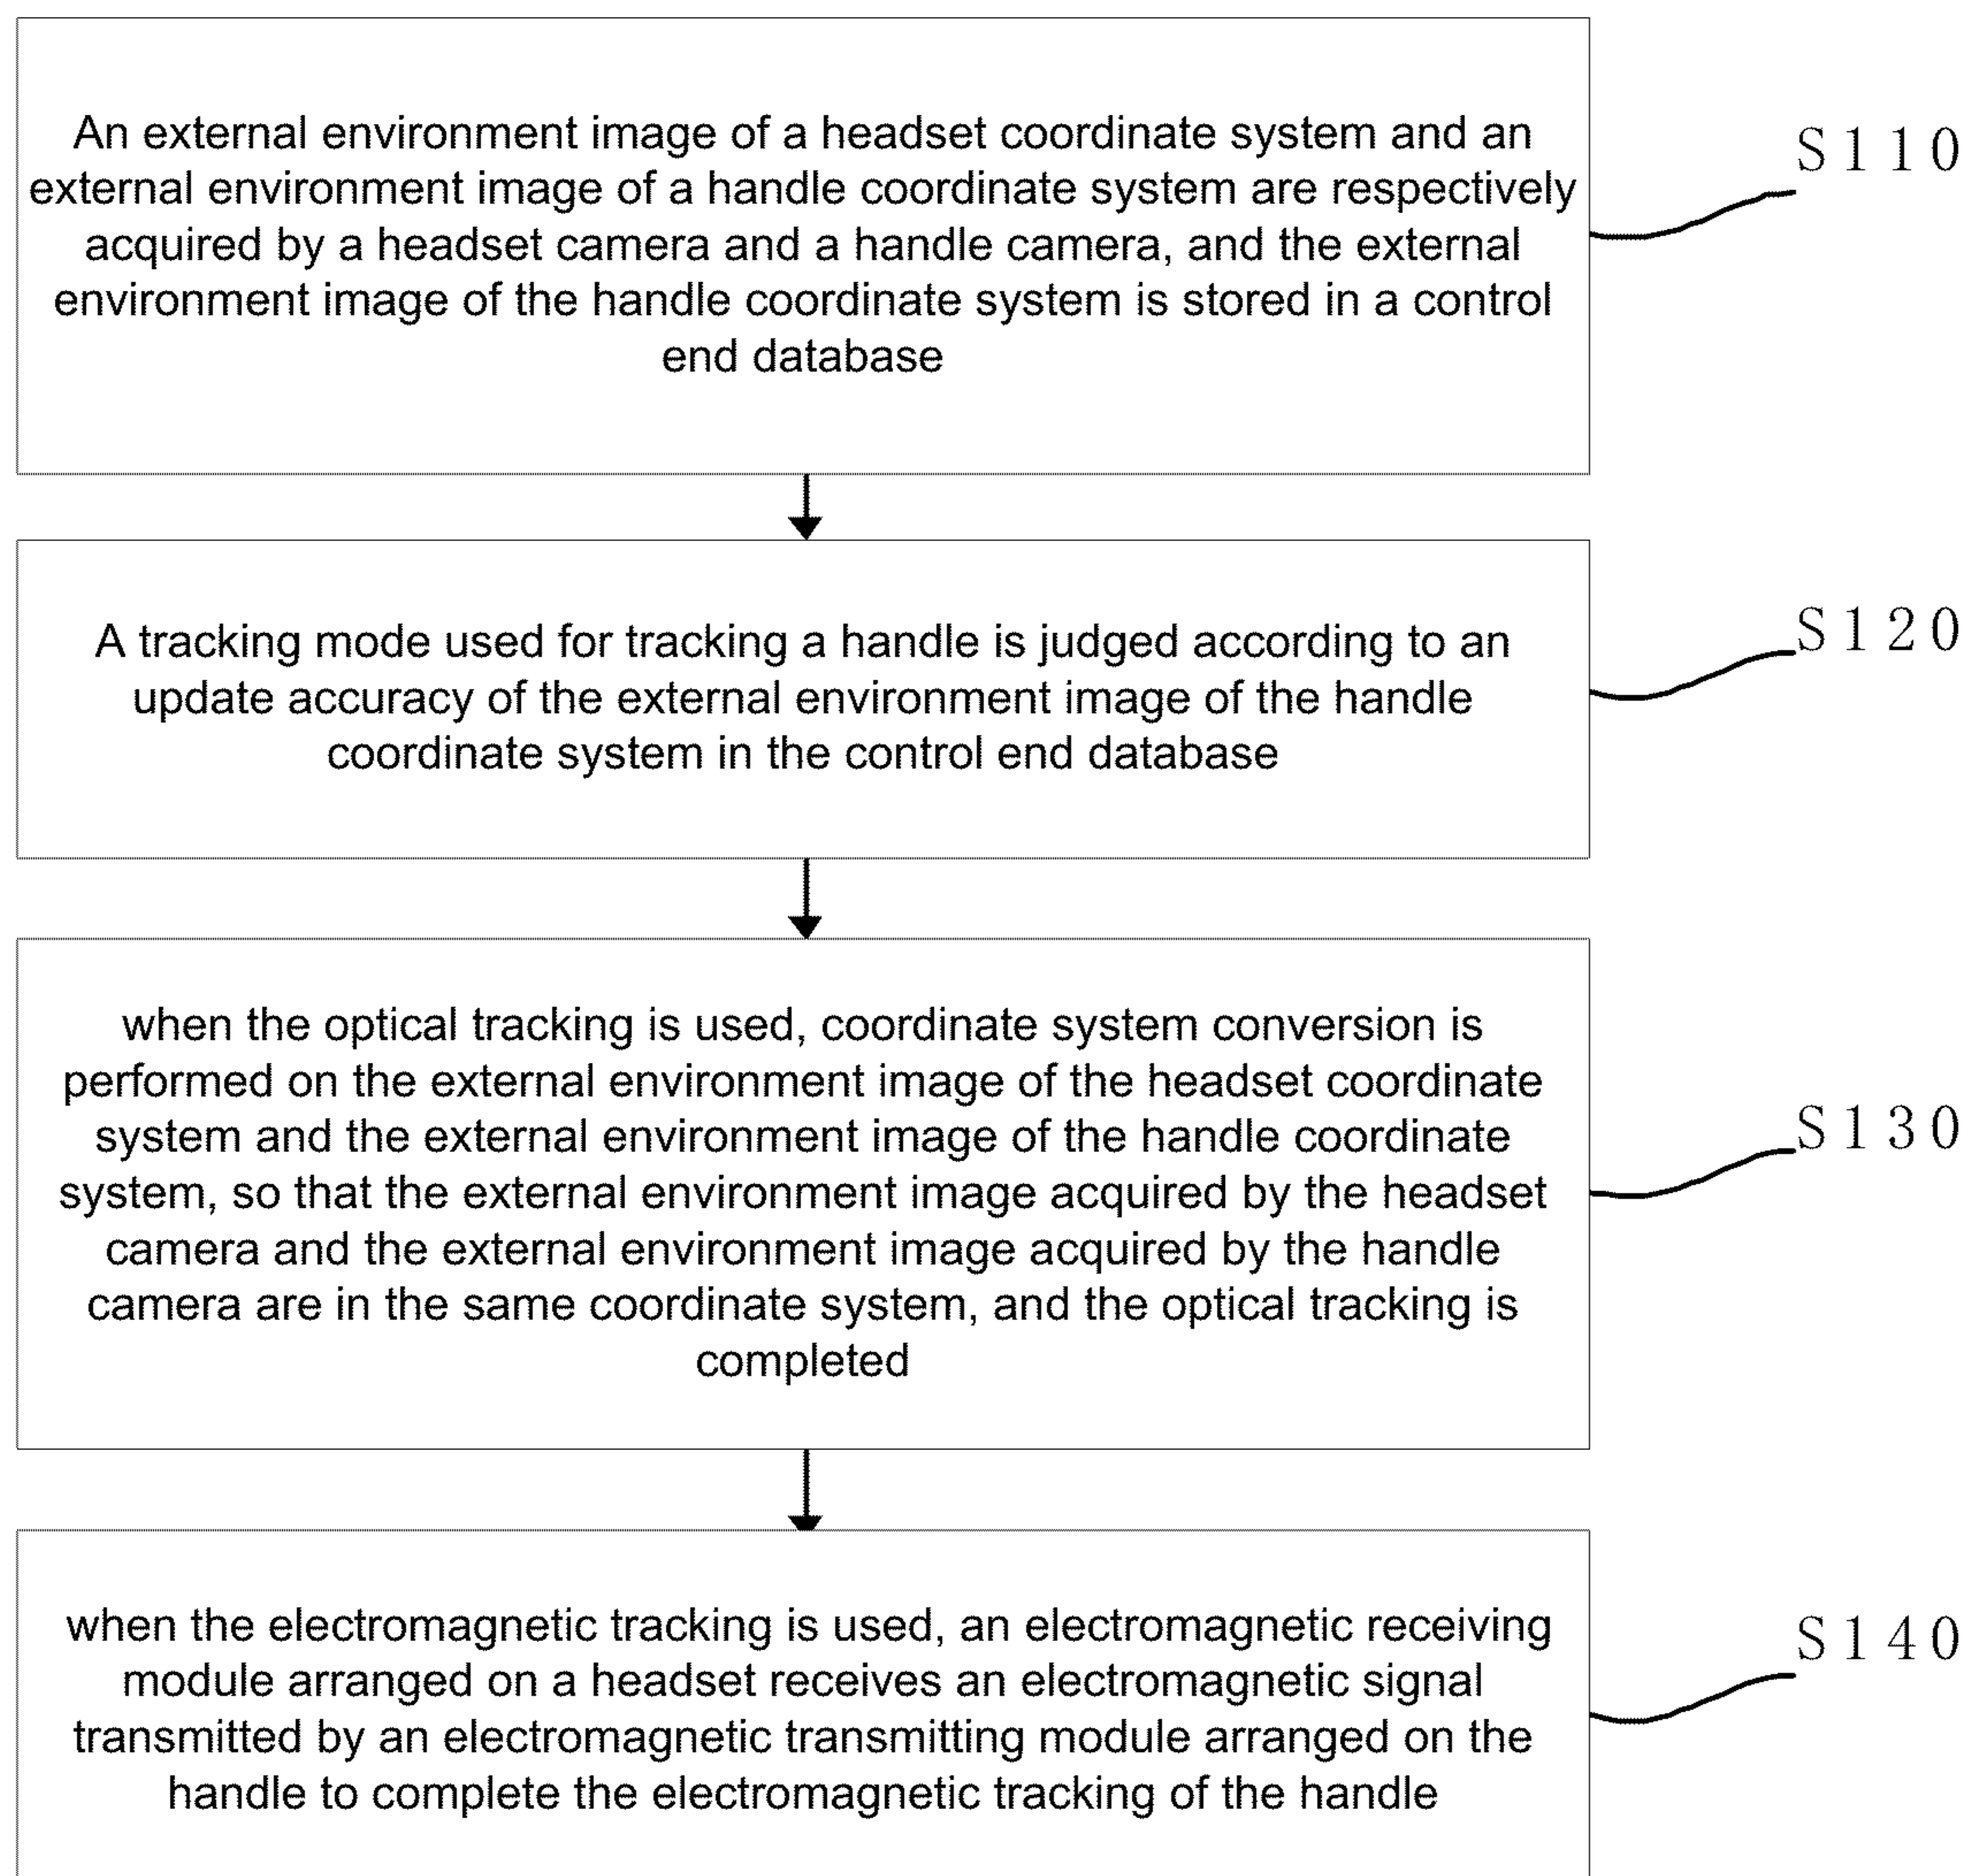 An external environment image of a headset coordinate system and an
external environment image of a handle coordinate system are respectively
acquired by a headset camera and a handle camera, and the external
environment image of the handle coordinate system is stored in a control
end database
S110
A tracking mode used for tracking a handle is judged according to an
update accuracy of the external environment image of the handle
coordinate system in the control end database
S120
when the optical tracking is used, coordinate system conversion is
performed on the external environment image of the headset coordinate
system and the external environment image of the handle coordinate
system, so that the external environment image acquired by the headset
camera and the external environment image acquired by the handle
camera are in the same coordinate system, and the optical tracking is
completed
S130
when the electromagnetic tracking is used, an electromagnetic receiving
module arranged on a headset receives an electromagnetic signal
transmitted by an electromagnetic transmitting module arranged on the
handle to complete the electromagnetic tracking of the handle
S140